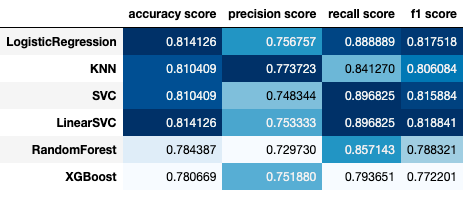 accuracy score precision score recall score f1 score
LogisticRegression 0.814126 0.756757 0.888889 0.817518
KNN 0.810409 0.773723 0.841270 0.806084
SVC 0.810409 0.748344 0.896825 0.815884
LinearSVC 0.814126 0.753333 0.896825 0.818841
RandomForest 0.784387 0.729730 0.857143 0.788321
XGBoost 0.780669 0.751880 0.793651 0.772201